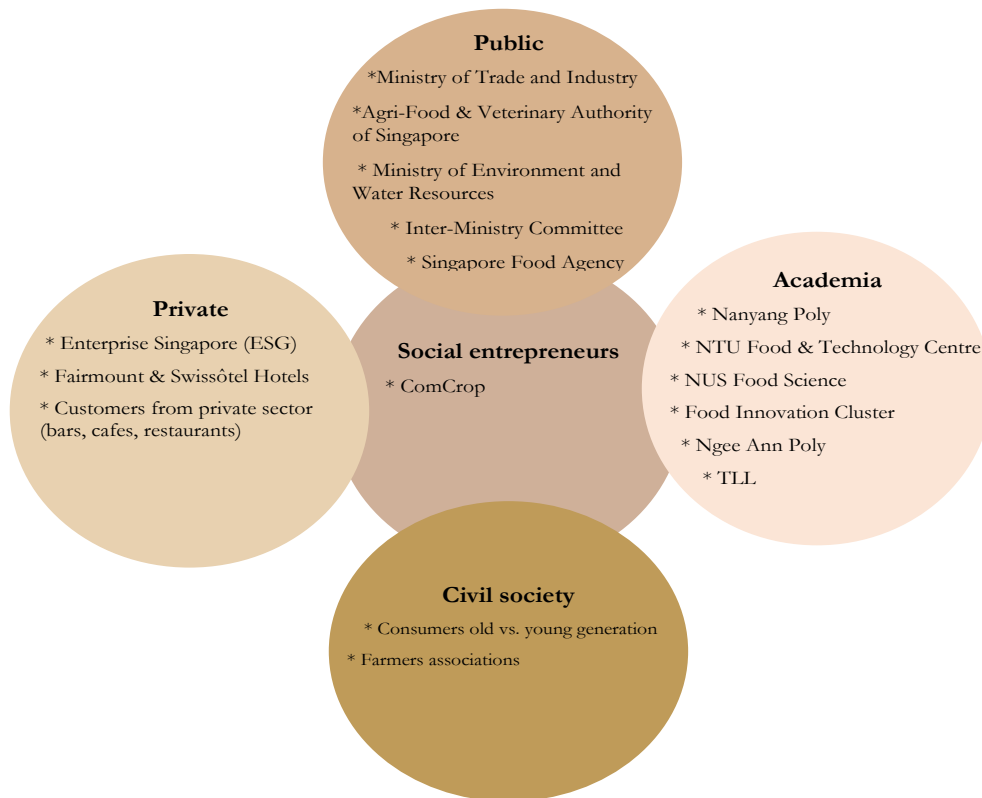 Public
*Ministry of Trade and Industry
*Agri-Food & Veterinary Authority
of Singapore
* Ministry of Environment and
Water Resources
* Inter-Ministry Committee
* Singapore Food Agency
Private
* Enterprise Singapore (ESG)
* Fairmount & Swissôtel Hotels
* Customers from private sector
(bars, cafes, restaurants)
Social entrepreneurs
* ComCrop
Academia
* Nanyang Poly
* NTU Food & Technology Centre
* NUS Food Science
* Food Innovation Cluster
* Ngee Ann Poly
* TLL
Civil society
* Consumers old vs. young generation
* Farmers associations